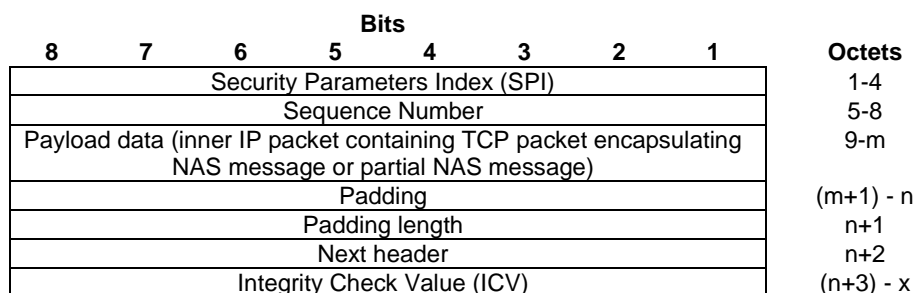 Bits
8 7 6 5 4 3 2 1 Octets
Security Parameters Index (SPI) 1-4
Sequence Number 5-8
Payload data (inner IP packet containing TCP packet encapsulating 9-m
NAS message or partial NAS message)
Padding (m+1) - n
Padding length n+1
Next header n+2
Integrity Check Value (ICV) (n+3) - x